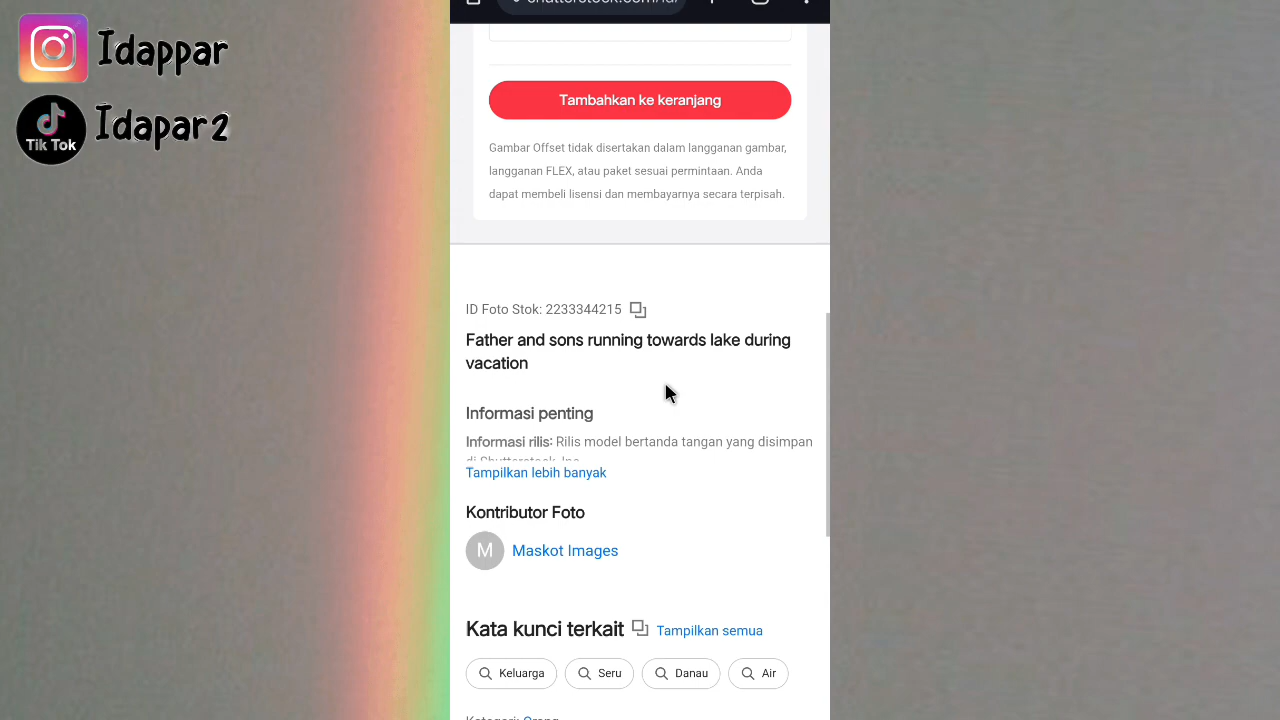 Idappar
Tik Tok
Idapar2
Tambahkan ke keranjang
Gambar Offset tidak disertakan dalam langganan gambar,
langganan FLEX, atau paket sesuai permintaan. Anda
dapat membeli lisensi dan membayarnya secara terpisah.
ID Foto Stok: 2233344215
Father and sons running towards lake during
vacation
Informasi penting
Informasi rilis: Rilis model bertanda tangan yang disimpan
Tampilkan lebih banyak
Kontributor Foto
M Maskot Images
Kata kunci terkait Tampilkan semua
Keluarga Seru Danau Air